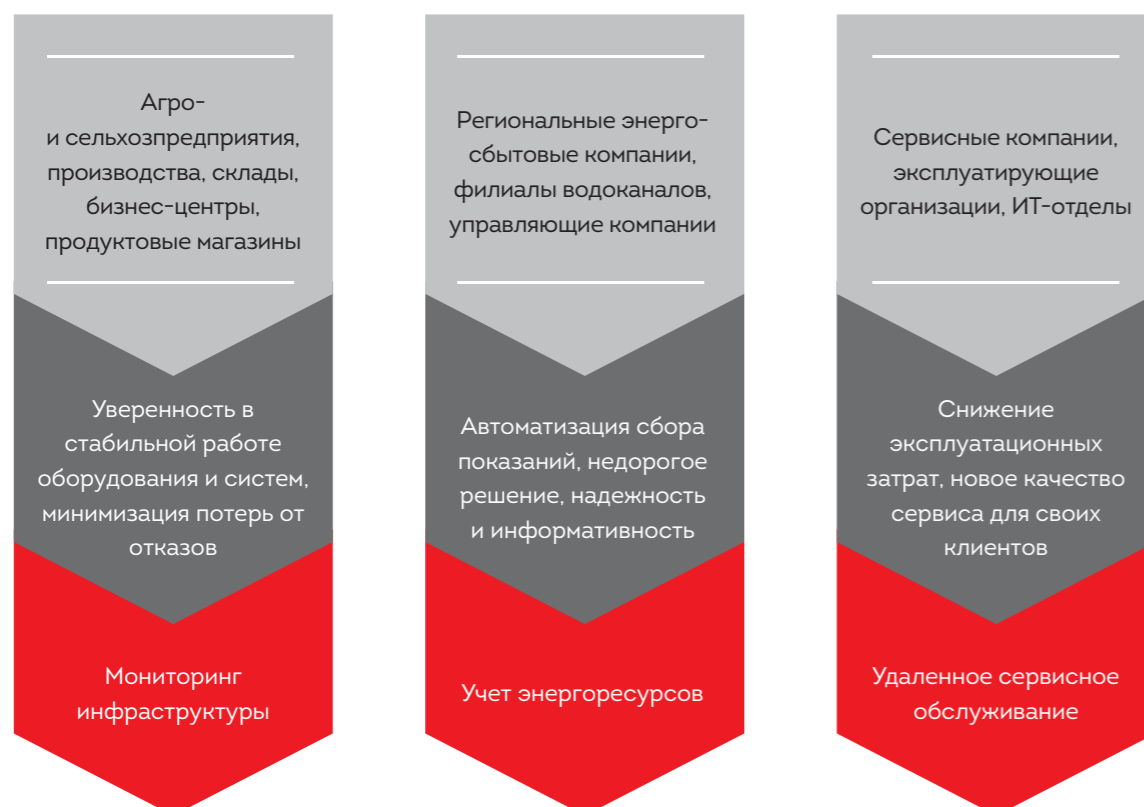 Агро-
и сельхозпредприятия,
производства, склады,
бизнес-центры,
продуктовые магазины
Уверенность в
стабильной работе
оборудования и систем,
минимизация потерь от
отказов
Мониторинг
инфраструктуры
Региональные энерго-
сбытовые компании,
филиалы водоканалов,
управляющие компании
Автоматизация сбора
показаний, недорогое
решение, надежность
и информативность
Учет энергоресурсов
Сервисные компании,
эксплуатирующие
организации, ИТ-отделы
Снижение
эксплуатационных
затрат, новое качество
сервиса для своих
клиентов
Удаленное сервисное
обслуживание